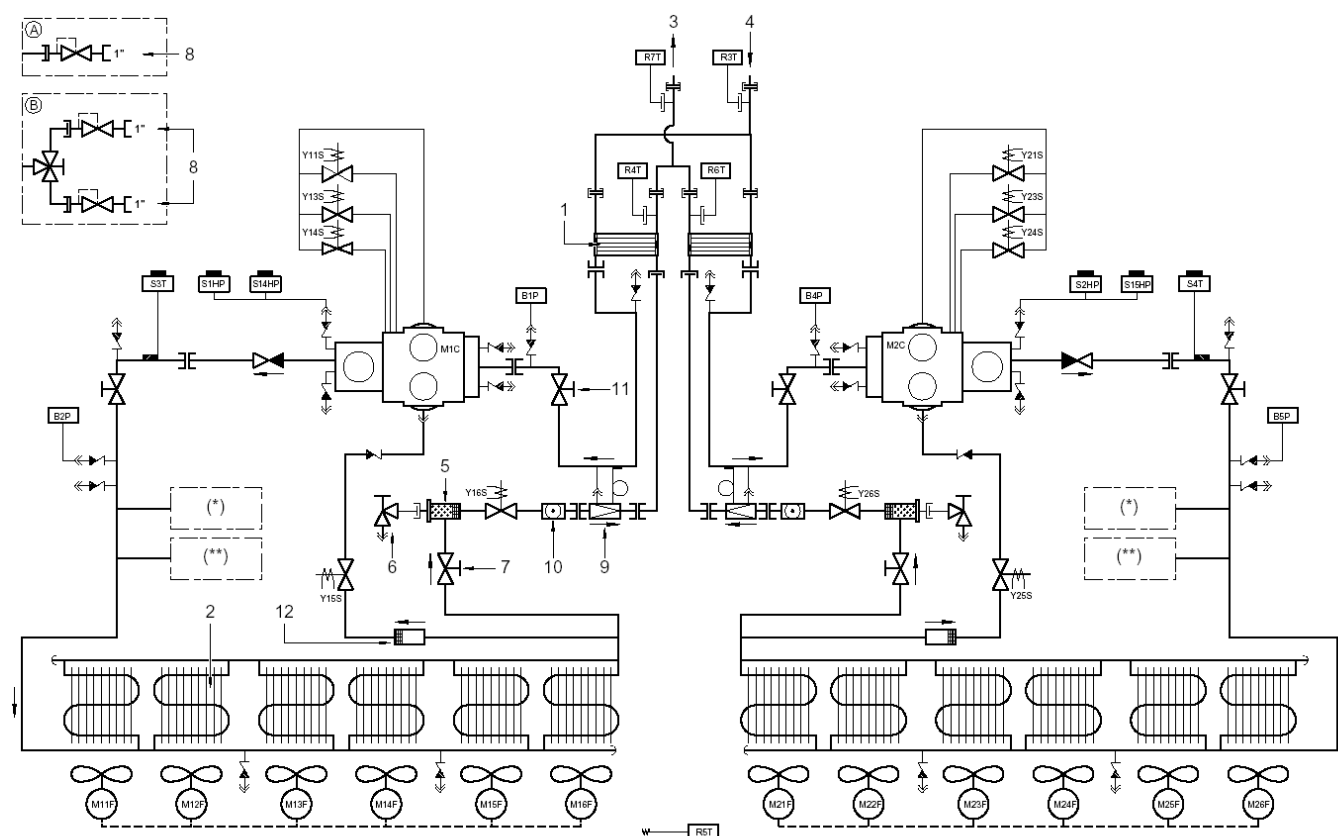 A
1"
8
B
1"
8
1"
3
4
R7T
R3T
Y11S
Y13S
Y14S
R4T
R6T
1
Y21S
Y23S
Y24S
S3T
S1HP
S14HP
B1P
B4P
S2HP
S15HP
S4T
M1C
M2C
11
B2P
B5P
5
Y16S
Y26S
(*)
(**)
(*)
(**)
6
7
10
9
Y15S
Y25S
12
2
M11F
M12F
M13F
M14F
M15F
M16F
M21F
M22F
M23F
M24F
M25F
M26F
R5T